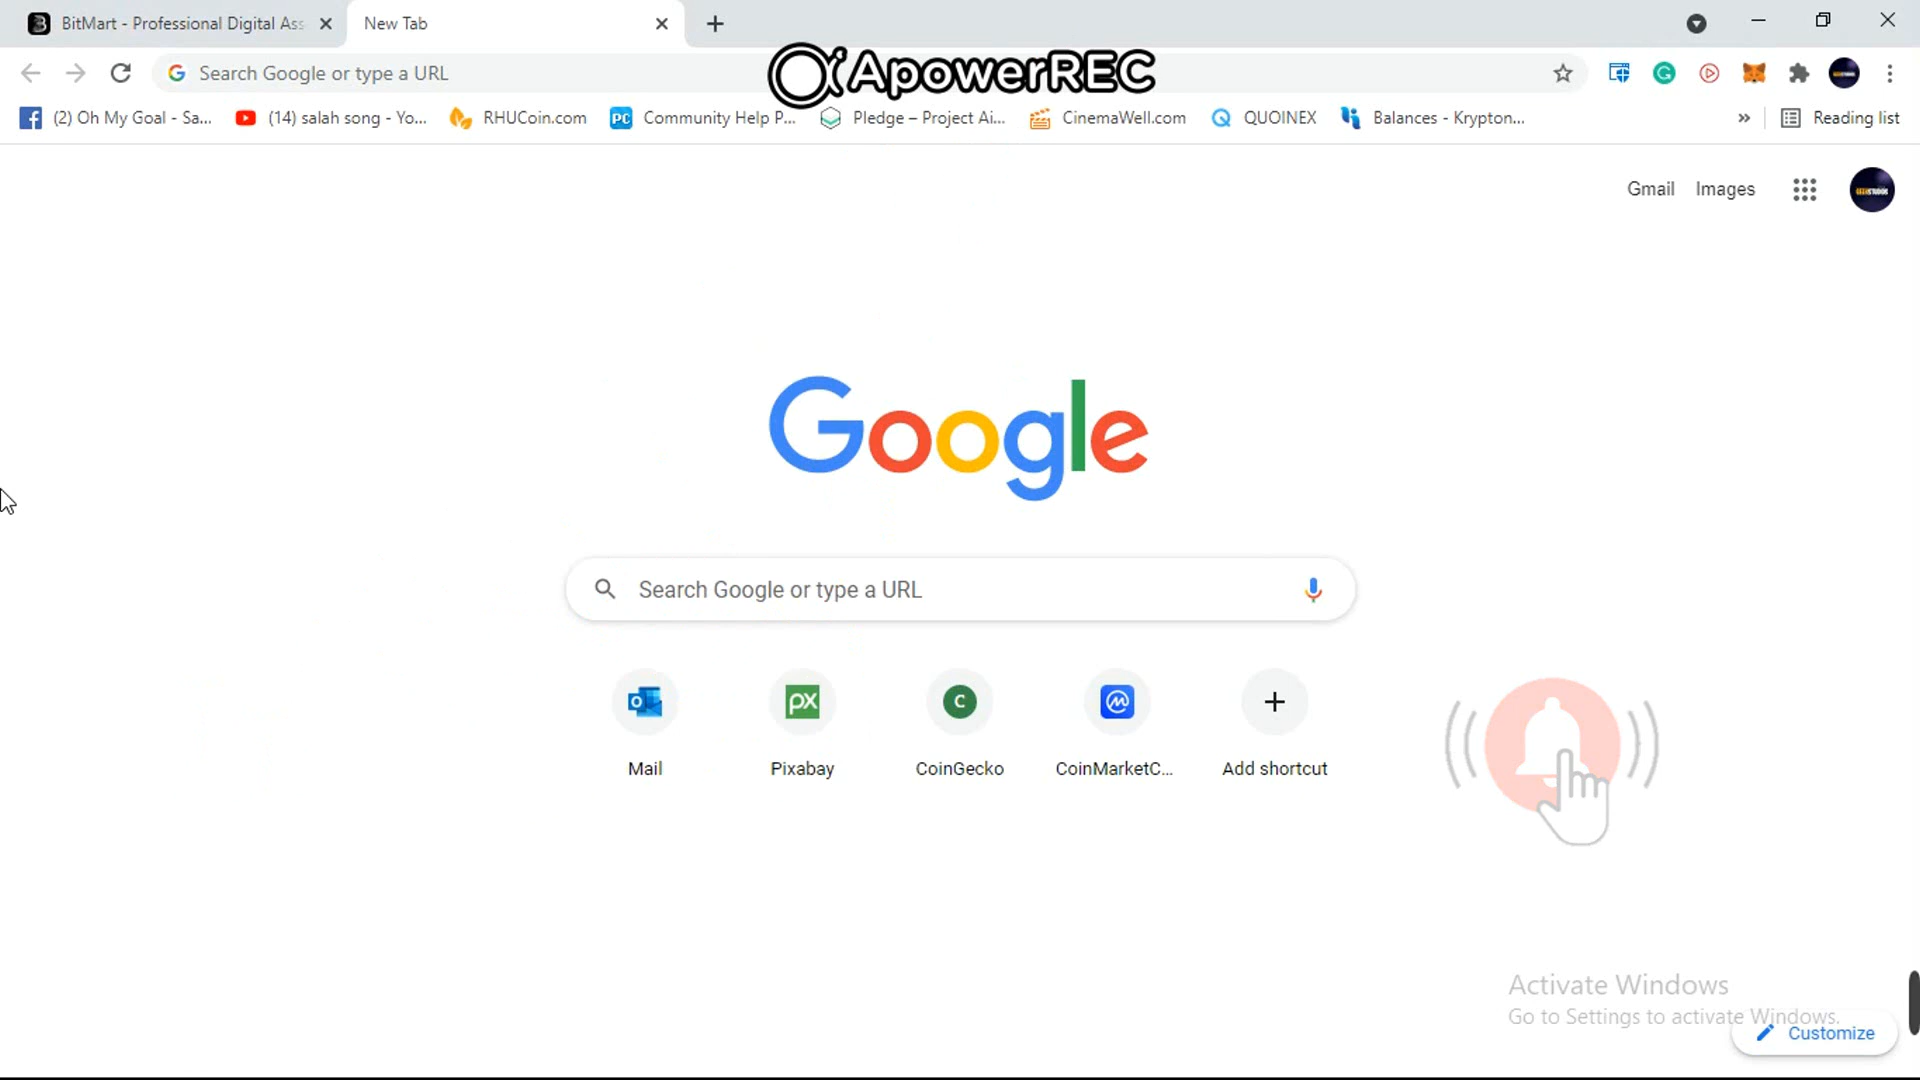 BitMart - Professional Digital Ass
New Tab
Search Google or type a URL
ApowerREC
(2) Oh My Goal - Sa...
(14) salah song - Yo...
RHUCoin.com
PC
Community Help P...
Pledge – Project Ai...
CinemaWell.com
QUOINEX
Balances - Krypton...
»
Reading list
Gmail
Images
Google
Search Google or type a URL
Mail
px
Pixabay
C
CoinGecko
CoinMarketC...
Add shortcut
Activate Windows
Go to Settings to activate Windows.
Customize